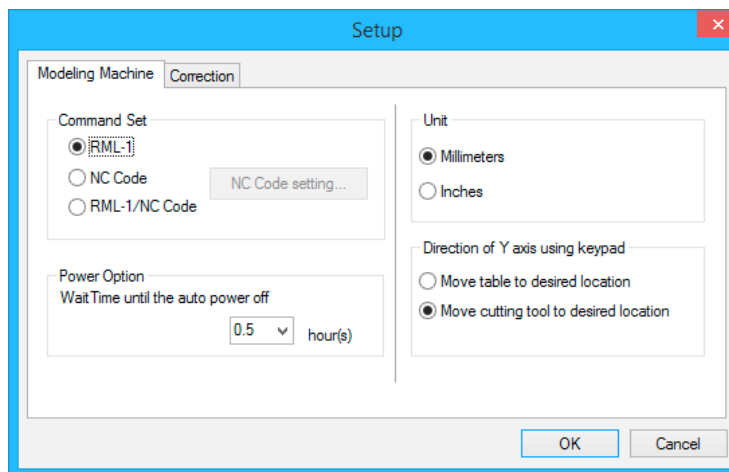 Setup
Modeling Machine
Correction
Command Set
RML-1
NC Code
NC Code setting...
RML-1/NC Code
Power Option
Wait Time until the auto power off
0.5
hour(s)
Unit
Millimeters
Inches
Direction of Y axis using keypad
Move table to desired location
Move cutting tool to desired location
OK
Cancel